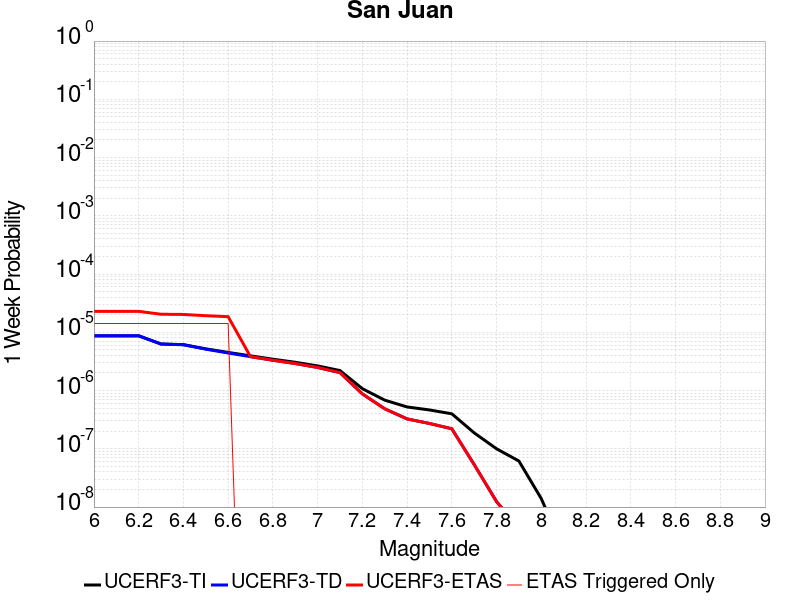 San Juan
1 Week Probability
10^0
10^-1
10^-2
10^-3
10^-4
10^-5
10^-6
10^-7
10^-8
6 6.2 6.4 6.6 6.8 7 7.2 7.4 7.6 7.8 8 8.2 8.4 8.6 8.8 9
Magnitude
UCERF3-TI UCERF3-TD UCERF3-ETAS ETAS Triggered Only